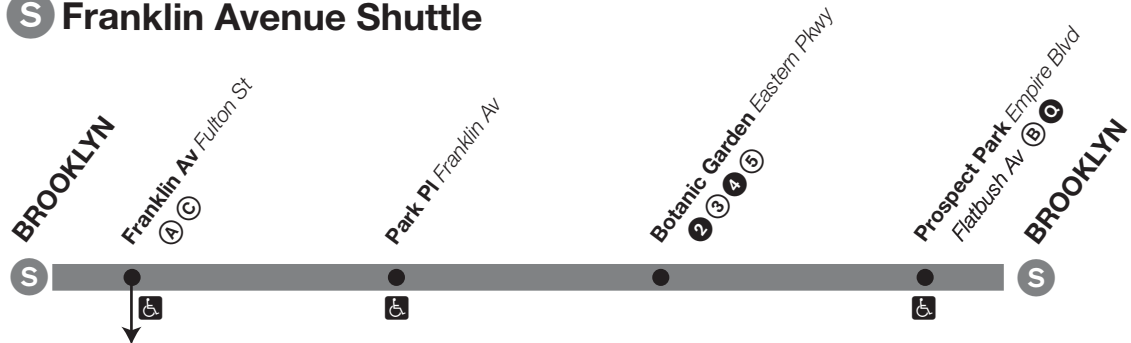 S Franklin Avenue Shuttle
BROOKLYN
Franklin Av Fulton St
A C
Park Pl Franklin Av
Botanic Garden Eastern Pkwy
2 3 4 5
Prospect Park Empire Blvd
Flatbush Av B Q
BROOKLYN
S
S